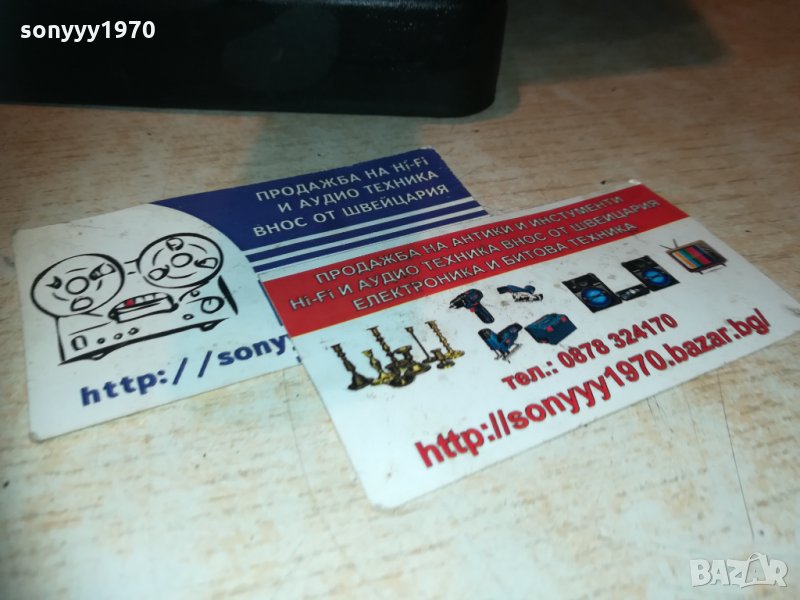 sonyyy1970
ПРОДАЖБА НА Hi-Fi
И АУДИО ТЕХНИКА
ВНОС ОТ ШВЕЙЦАРИЯ
http://sony
ПРОДАЖБА НА АНТИКИ И ИНСТУМЕНТИ
Hi-Fi И АУДИО ТЕХНИКА ВНОС ОТ ШВЕЙЦАРИЯ
ЕЛЕКТРОНИКА И БИТОВА ТЕХНИКА
тел.: 0878 324170
http://sonyyy1970.bazar.bg/
BAZAR